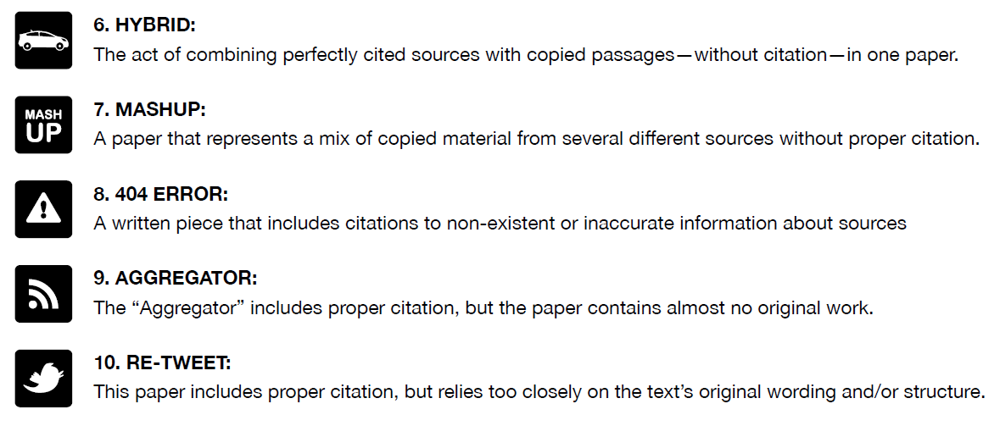 6. HYBRID:
The act of combining perfectly cited sources with copied passages—without citation—in one paper.
MASH
UP
7. MASHUP:
A paper that represents a mix of copied material from several different sources without proper citation.
8. 404 ERROR:
A written piece that includes citations to non-existent or inaccurate information about sources
9. AGGREGATOR:
The “Aggregator” includes proper citation, but the paper contains almost no original work.
10. RE-TWEET:
This paper includes proper citation, but relies too closely on the text’s original wording and/or structure.